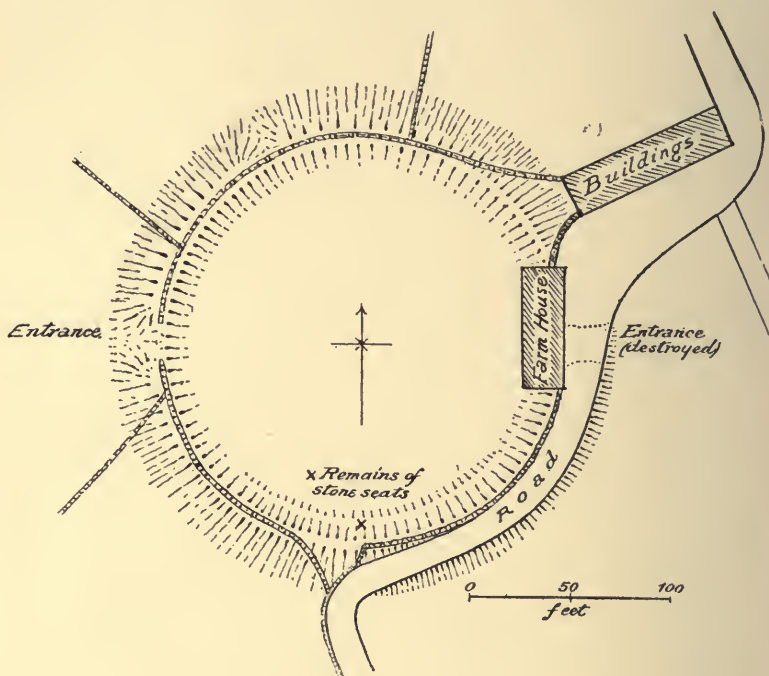 Buildings
Entrance
Farm House
Entrance
(destroyed)
x Remains of
stone seats
x
Road
0 50 100
feet